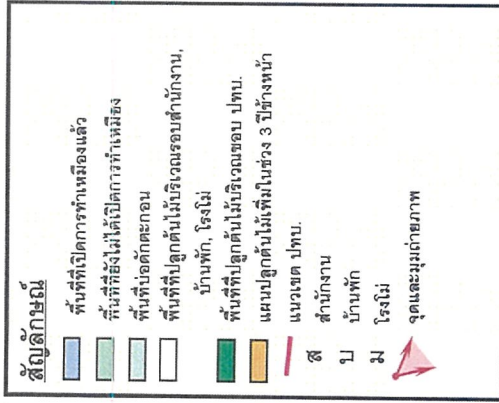 สัญลักษณ์
พื้นที่ที่เปิดการทำเหมืองแล้ว
พื้นที่ที่ยังไม่ได้เปิดการทำเหมือง
พื้นที่บ่อดักตะกอน
พื้นที่ที่ปลูกต้นไม้บริเวณรอบสำนักงาน,
บ้านพัก, โรงโม่
พื้นที่ที่ปลูกต้นไม้บริเวณขอบ ปทบ.
แผนปลูกต้นไม้เพิ่มในช่วง 3 ปีข้างหน้า
แนวเขต ปทบ.
ส สำนักงาน
บ บ้านพัก
ม โรงโม่
จุดและมุมถ่ายภาพ